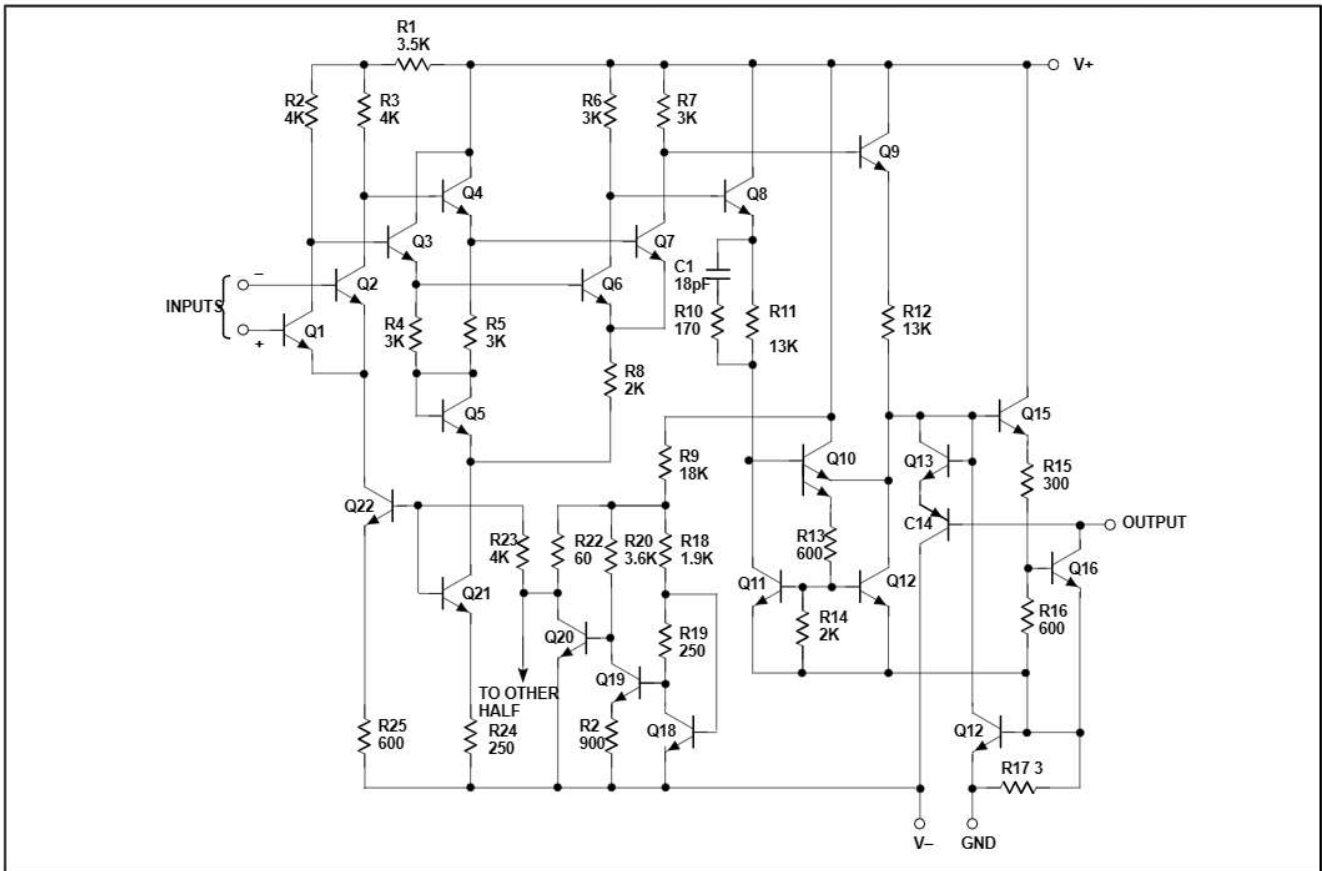 R1
3.5K
V+
R2
4K
R3
4K
R6
3K
R7
3K
Q9
Q4
Q8
Q3
Q7
C1
18pF
INPUTS
–
+
Q2
Q1
Q6
R4
3K
R5
3K
R10
170
R11
13K
R12
13K
R8
2K
Q5
Q15
R9
18K
Q10
Q13
R15
300
Q22
C14
OUTPUT
R23
4K
R22
60
R20
3.6K
R18
1.9K
R13
600
Q11
Q12
Q16
Q21
R14
2K
R16
600
Q20
R19
250
TO OTHER
HALF
Q19
R25
600
R24
250
R2
900
Q18
Q12
R17 3
V–
GND